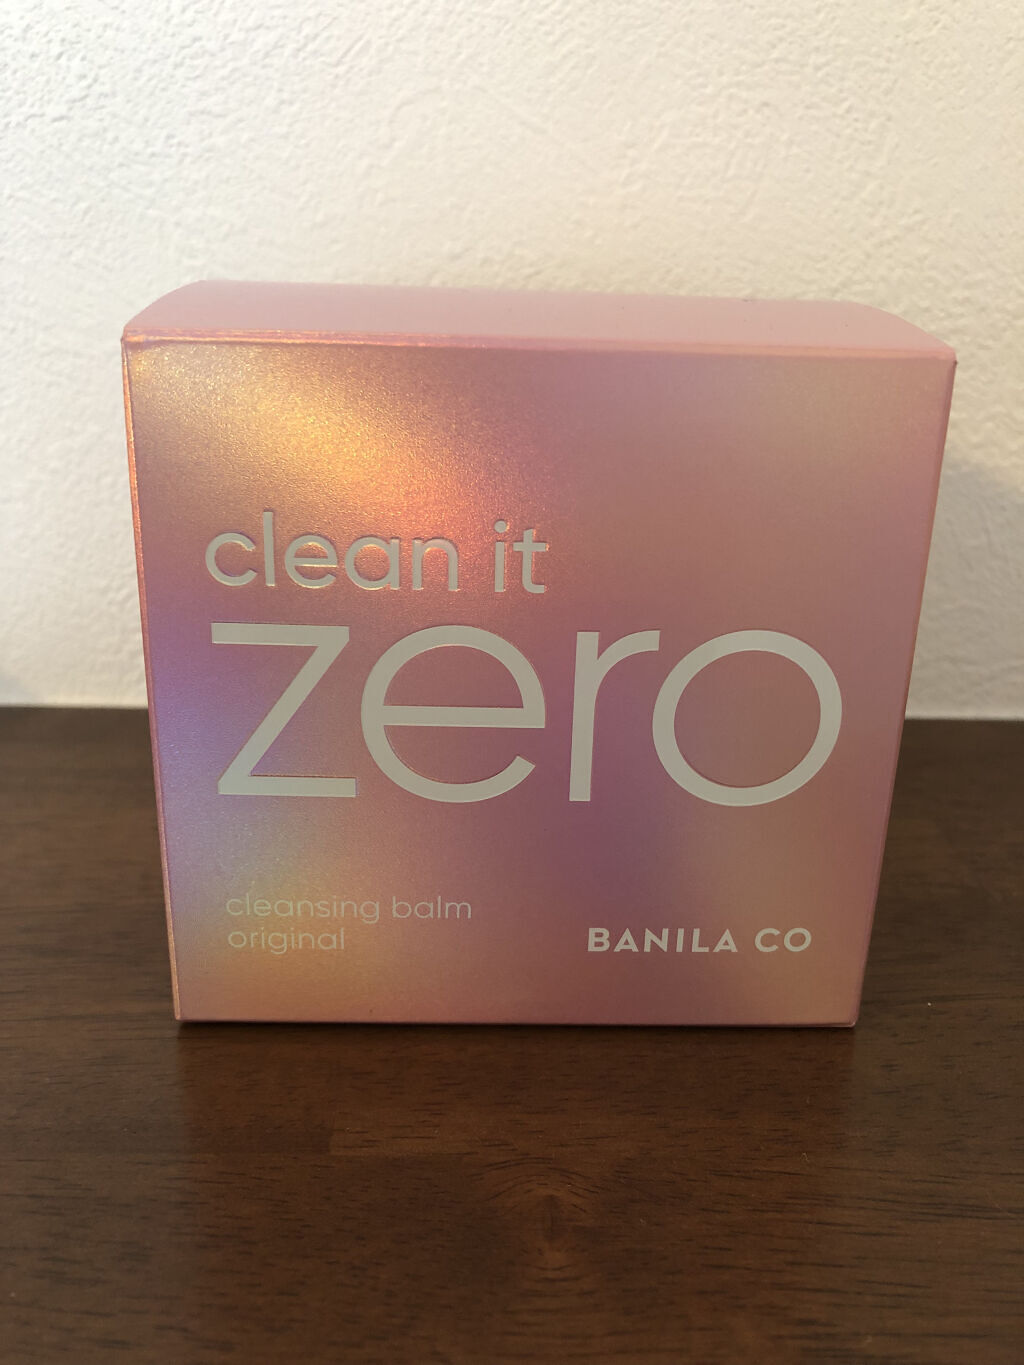 clean it
zero
cleansing balm
original
BANILA CO